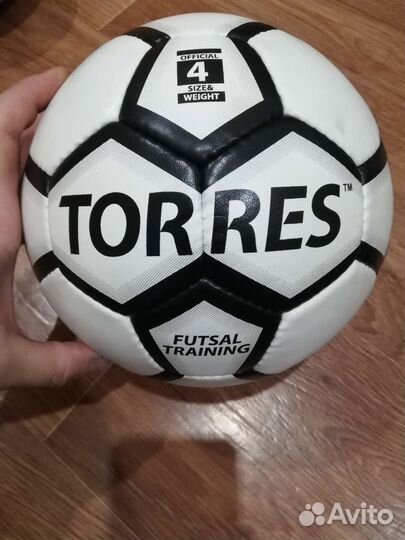 OFFICIAL
4
SIZE&
WEIGHT
TORRES™
FUTSAL
TRAINING
Avito